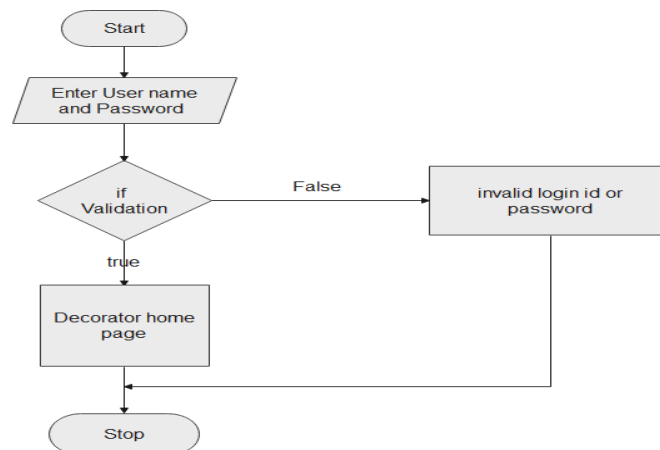 Start
Enter User name
and Password
if
Validation
False
invalid login id or
password
true
Decorator home
page
Stop